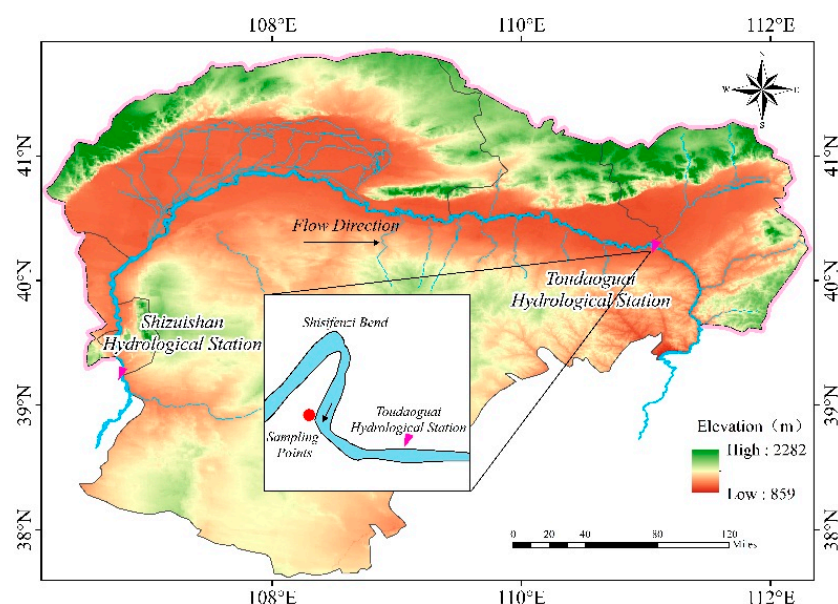 108°E
110°E
112°E
N
W
E
S
41°N
41°N
Flow Direction
40°N
40°N
Toudaoguai
Hydrological Station
Shizuishan
Hydrological Station
Shisifenzi Bend
39°N
39°N
Toudaoguai
Hydrological Station
Sampling
Points
Elevation（m）
High : 2282
Low : 859
38°N
38°N
0
20
40
80
120
Miles
108°E
110°E
112°E